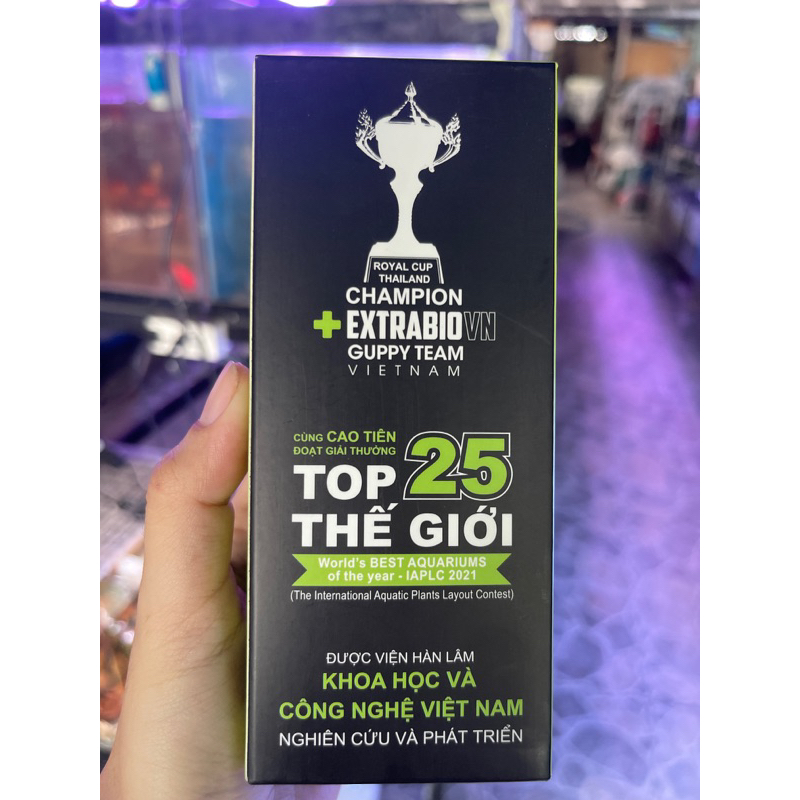 ROYAL CUP
THAILAND
CHAMPION
+EXTRABIOVN
GUPPY TEAM
VIETNAM
CÙNG CAO TIÊN
ĐOẠT GIẢI THƯỞNG
TOP 25
THẾ GIỚI
World's BEST AQUARIUMS
of the year - IAPLC 2021
(The International Aquatic Plants Layout Contest)
ĐƯỢC VIỆN HÀN LÂM
KHOA HỌC VÀ
CÔNG NGHỆ VIỆT NAM
NGHIÊN CỨU VÀ PHÁT TRIỂN